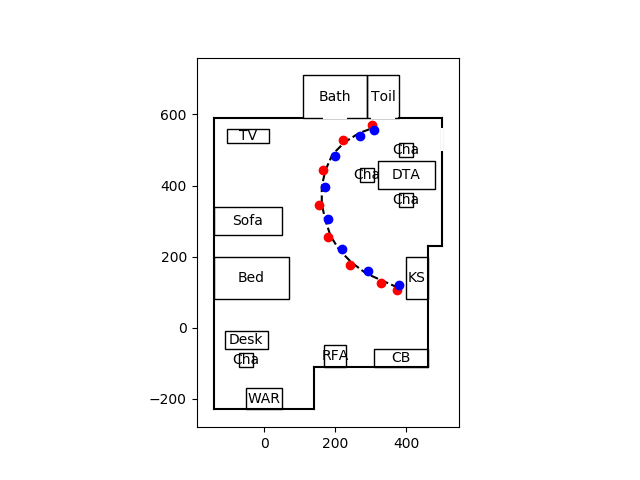 Bath Toil
600
TV
Cha
Cha DTA
400
Cha
Sofa
200
Bed KS
0
Desk
Cha RFA CB
−200
WAR
0 200 400